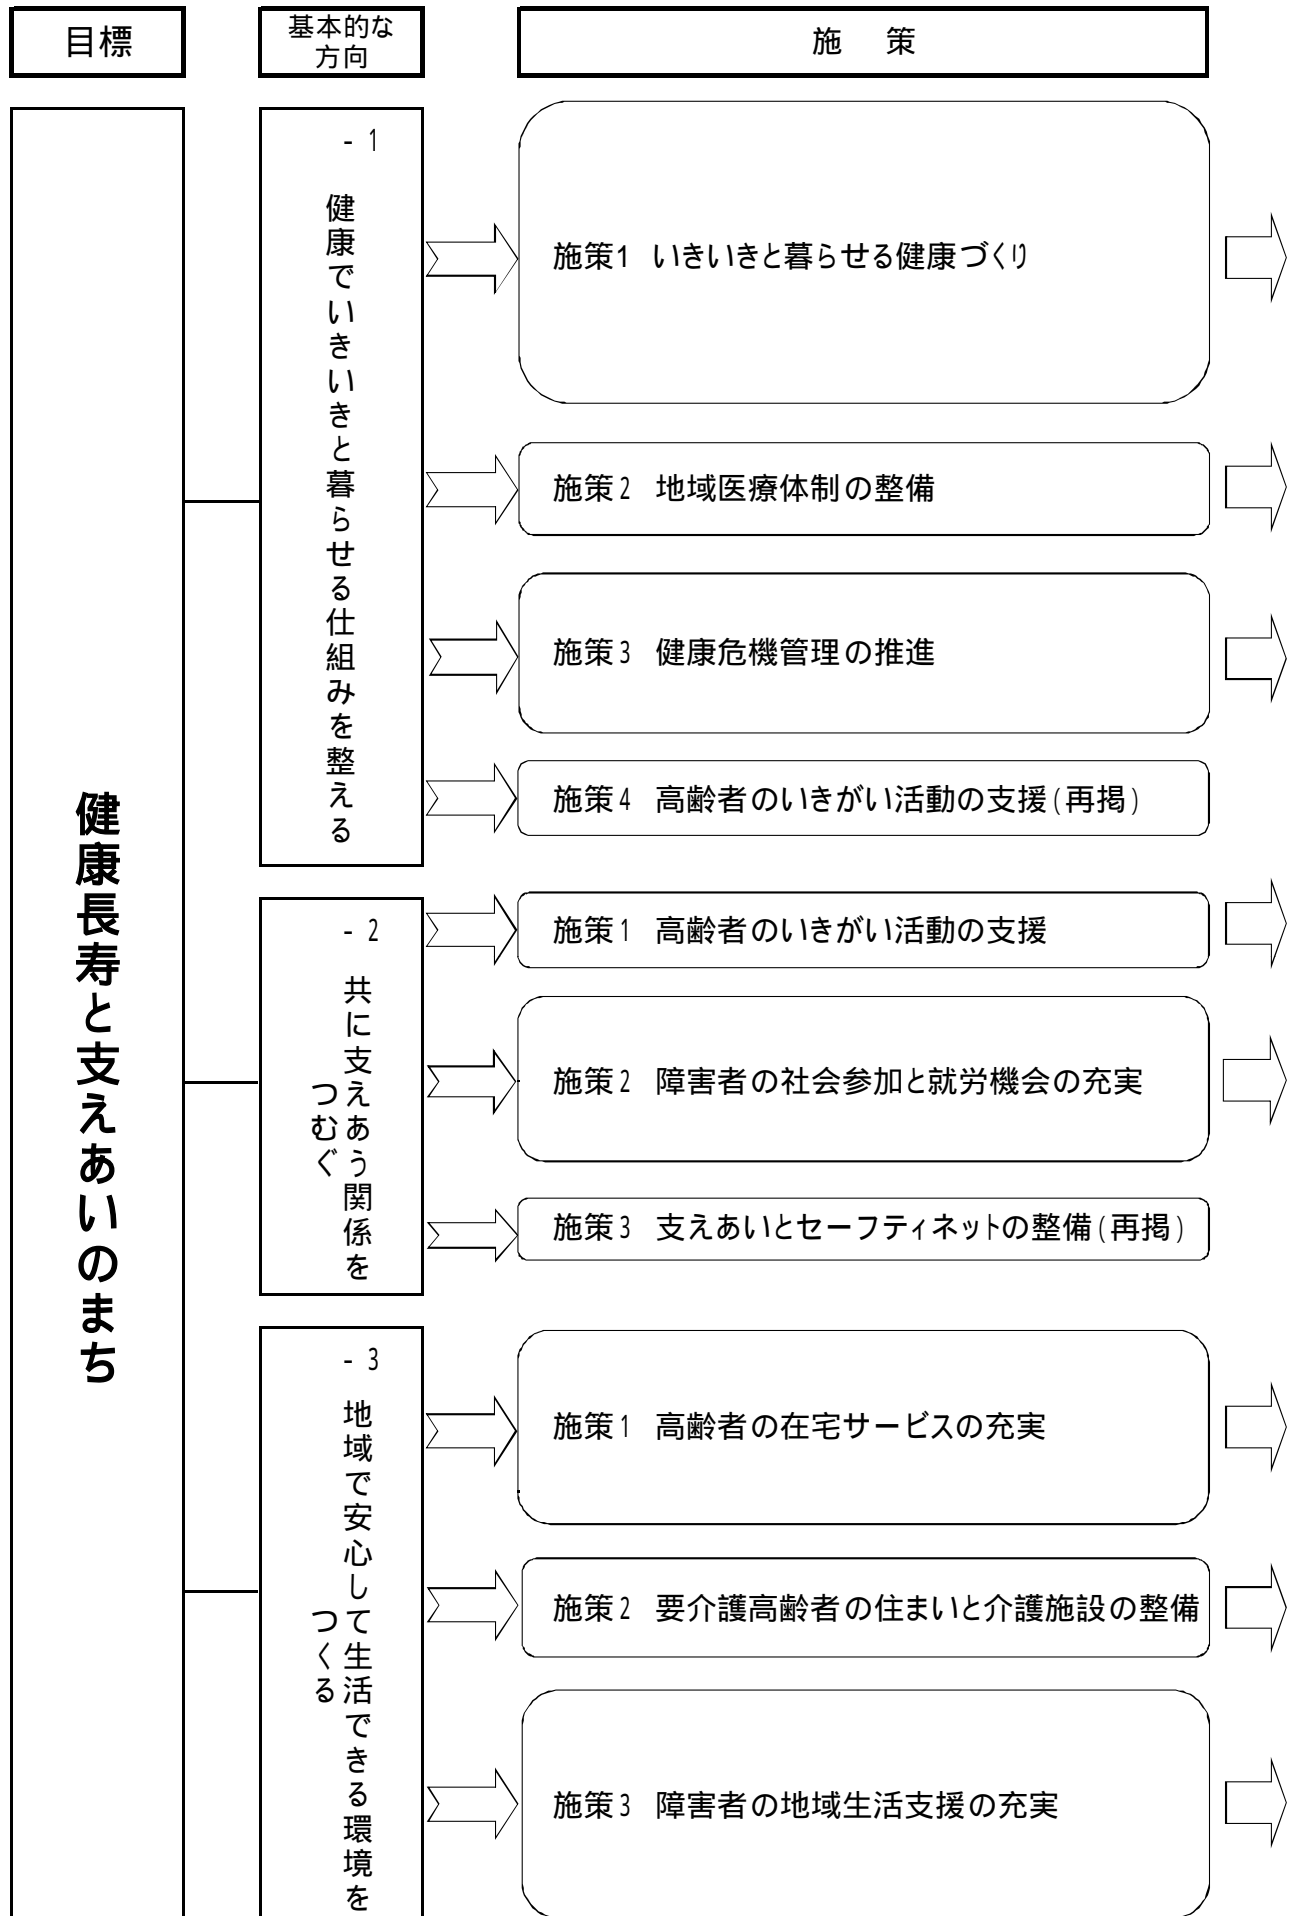 目標
基本的な
方向
施 策
健康長寿と支えあいのまち
- 1
健康でいきいきと暮らせる仕組みを整える
施策1 いきいきと暮らせる健康づくり
施策2 地域医療体制の整備
施策3 健康危機管理の推進
施策4 高齢者のいきがい活動の支援(再掲)
- 2
共に支えあう関係を
つむぐ
施策1 高齢者のいきがい活動の支援
施策2 障害者の社会参加と就労機会の充実
施策3 支えあいとセーフティネットの整備(再掲)
- 3
地域で安心して生活できる環境を
つくる
施策1 高齢者の在宅サービスの充実
施策2 要介護高齢者の住まいと介護施設の整備
施策3 障害者の地域生活支援の充実